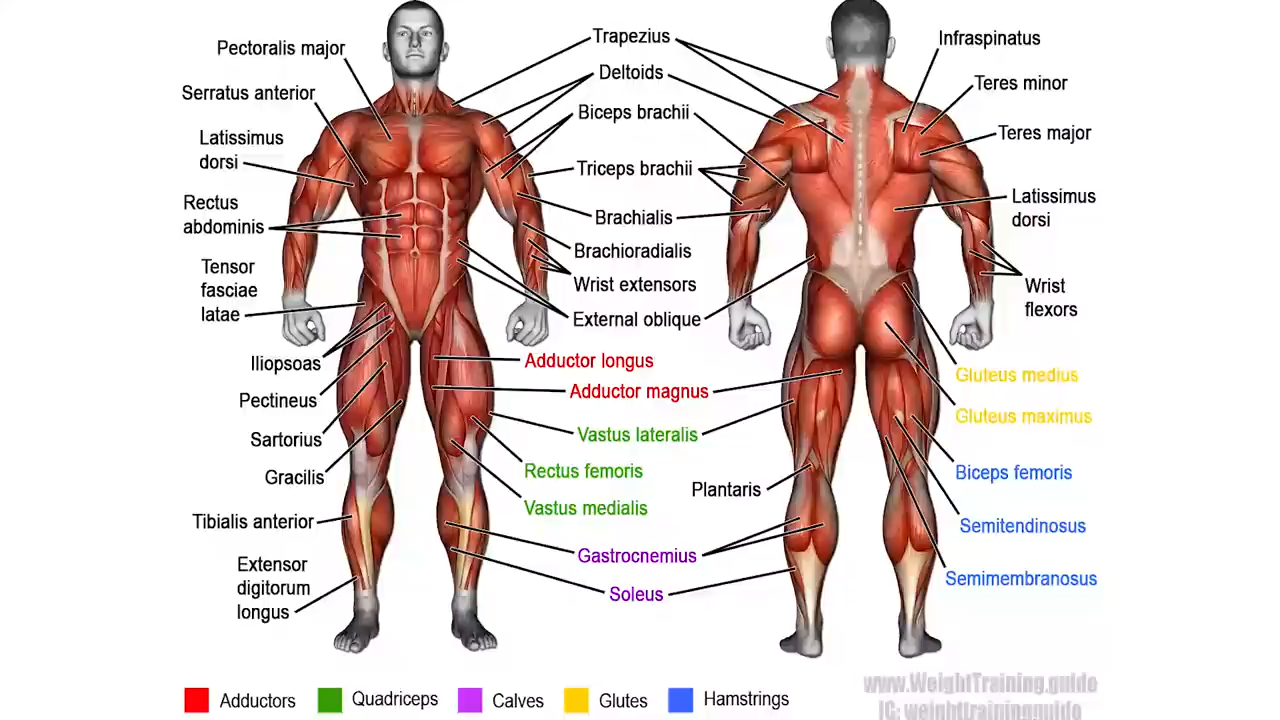 Pectoralis major
Serratus anterior
Latissimus
dorsi
Rectus
abdominis
Tensor
fasciae
latae
Iliopsoas
Pectineus
Sartorius
Gracilis
Tibialis anterior
Extensor
digitorum
longus
Trapezius
Deltoids
Biceps brachii
Triceps brachii
Brachialis
Brachioradialis
Wrist extensors
External oblique
Adductor longus
Adductor magnus
Vastus lateralis
Rectus femoris
Vastus medialis
Plantaris
Gastrocnemius
Soleus
Infraspinatus
Teres minor
Teres major
Latissimus
dorsi
Wrist
flexors
Gluteus medius
Gluteus maximus
Biceps femoris
Semitendinosus
Semimembranosus
Adductors Quadriceps Calves Glutes Hamstrings
www.WeightTraining.guide
IG: weighttrainingguide